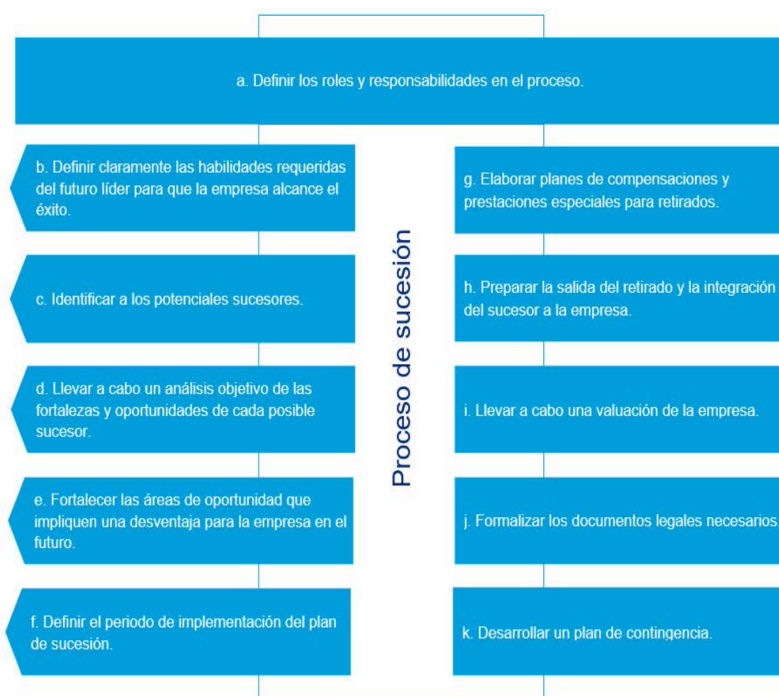 a. Definir los roles y responsabilidades en el proceso.
b. Definir claramente las habilidades requeridas
del futuro líder para que la empresa alcance el
éxito.
c. Identificar a los potenciales sucesores.
d. Llevar a cabo un análisis objetivo de las
fortalezas y oportunidades de cada posible
sucesor.
e. Fortalecer las áreas de oportunidad que
impliquen una desventaja para la empresa en el
futuro.
f. Definir el periodo de implementación del plan
de sucesión.
Proceso de sucesión
g. Elaborar planes de compensaciones y
prestaciones especiales para retirados.
h. Preparar la salida del retirado y la integración
del sucesor a la empresa.
i. Llevar a cabo una valuación de la empresa.
j. Formalizar los documentos legales necesarios.
k. Desarrollar un plan de contingencia.